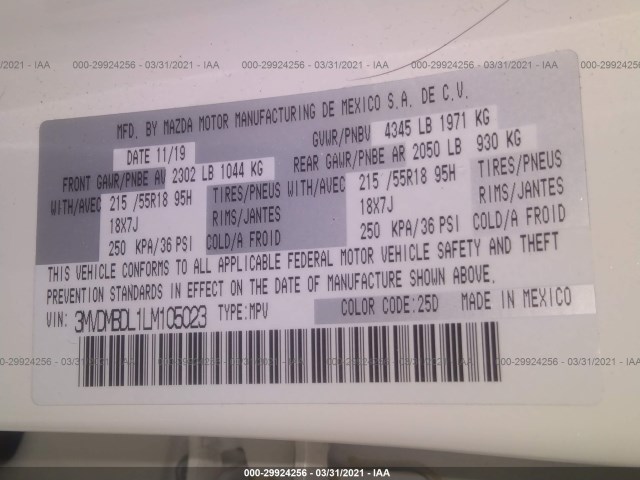 000-29924256 - 03/31/2021 - IAA
MFD. BY MAZDA MOTOR MANUFACTURING DE MEXICO S.A. DE C.V.
DATE 11/19 GVWR/PNBV 4345 LB 1971 KG
FRONT GAWR/PNBE AV 2302 LB 1044 KG REAR GAWR/PNBE AR 2050 LB 930 KG
WITH/AVEC 215 /55R18 95H TIRES/PNEUS WITH/AVEC 215 /55R18 95H TIRES/PNEUS
18X7J RIMS/JANTES 18X7J RIMS/JANTES
250 KPA/36 PSI COLD/A FROID 250 KPA/36 PSI COLD/A FROID
THIS VEHICLE CONFORMS TO ALL APPLICABLE FEDERAL MOTOR VEHICLE SAFETY AND THEFT
PREVENTION STANDARDS IN EFFECT ON THE DATE OF MANUFACTURE SHOWN ABOVE.
VIN: 3MVDMBDL1LM105023 TYPE:MPV COLOR CODE:25D MADE IN MEXICO
000-29924256 - 03/31/2021 - IAA